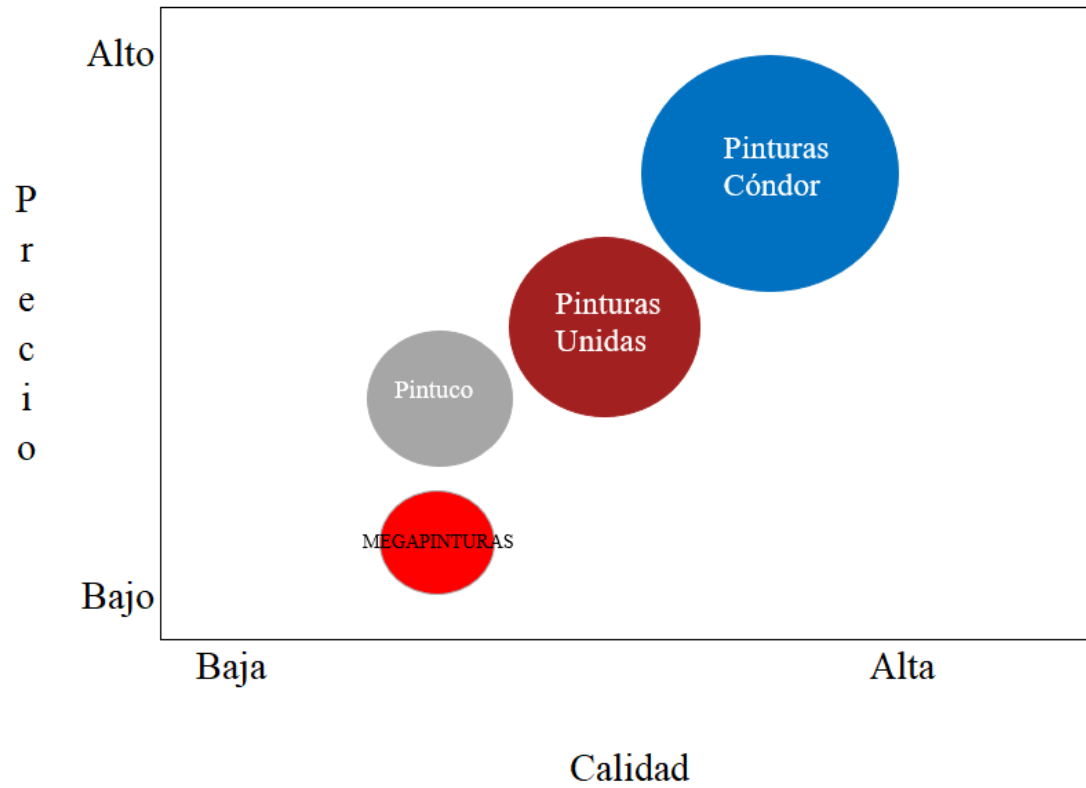 Alto
Pinturas
Cóndor
P
r
e
c
i
o
Pinturas
Unidas
Pintuco
MEGAPINTURAS
Bajo
Baja
Alta
Calidad